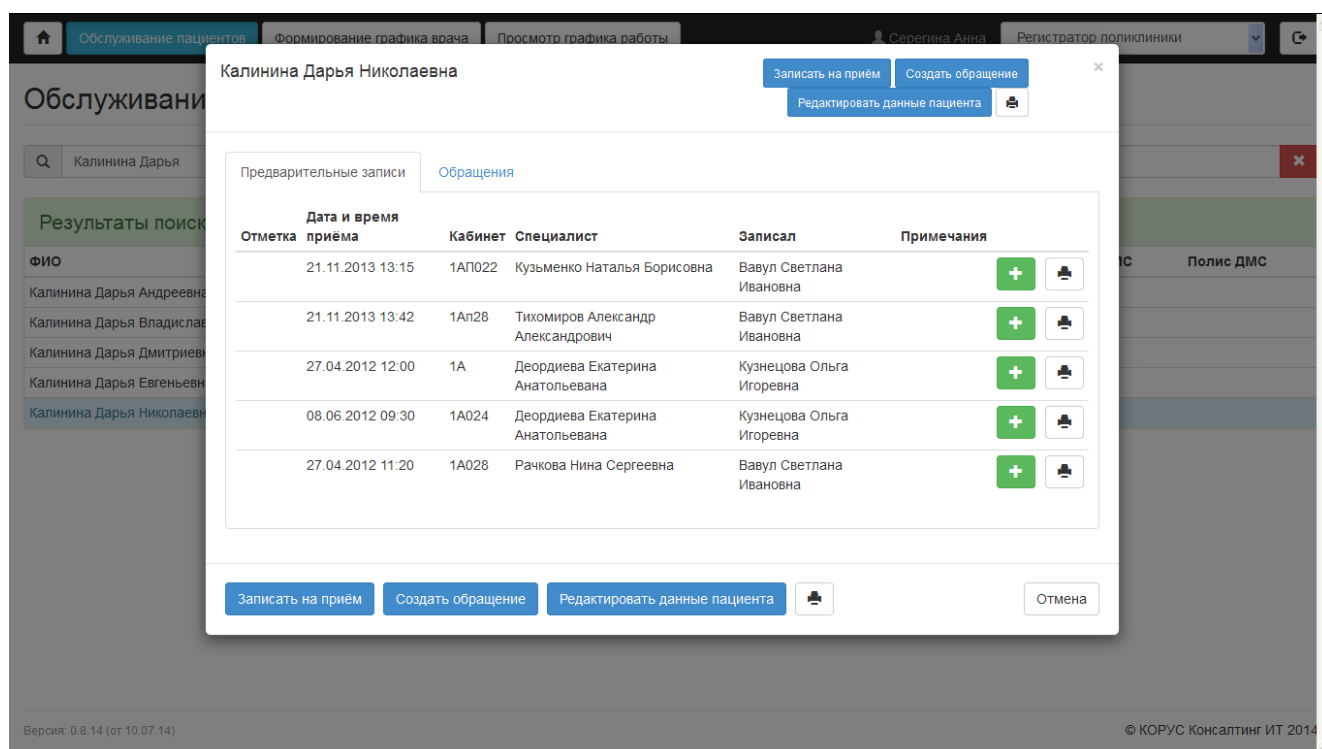 Обслуживание пациентов Формирование графика врача Просмотр графика работы Серегина Анна Регистратор поликлиники
Калинина Дарья Николаевна Записать на приём Создать обращение ×
Редактировать данные пациента
Обслуживани
Калинина Дарья
Предварительные записи Обращения
Результаты поиск
Дата и время
Отметка приёма Кабинет Специалист Записал Примечания
ФИО ІС Полис ДМС
21.11.2013 13:15 1АП022 Кузьменко Наталья Борисовна Вавул Светлана
Ивановна
Калинина Дарья Андреевна
21.11.2013 13:42 1Ап28 Тихомиров Александр Вавул Светлана
Александрович Ивановна
Калинина Дарья Владислав
Калинина Дарья Дмитриевн
27.04.2012 12:00 1А Деордиева Екатерина Кузнецова Ольга
Анатольевана Игоревна
Калинина Дарья Евгеньевн
Калинина Дарья Николаевн
08.06.2012 09:30 1А024 Деордиева Екатерина Кузнецова Ольга
Анатольевана Игоревна
27.04.2012 11:20 1А028 Рачкова Нина Сергеевна Вавул Светлана
Ивановна
Записать на приём Создать обращение Редактировать данные пациента Отмена
Версия: 0.8.14 (от 10.07.14) © КОРУС Консалтинг ИТ 2014